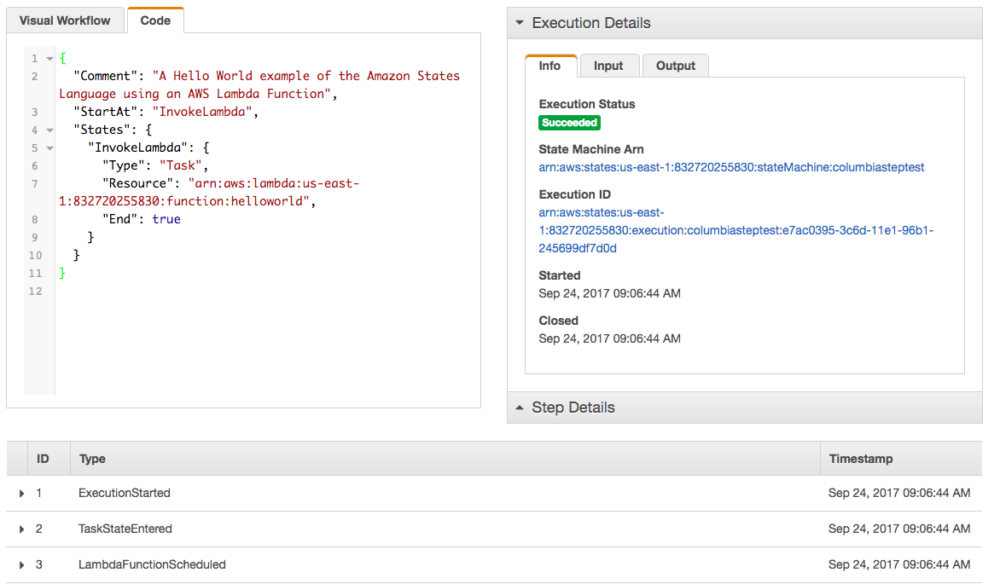 Visual Workflow
Code
1 {
2 "Comment": "A Hello World example of the Amazon States
Language using an AWS Lambda Function",
3 "StartAt": "InvokeLambda",
4 "States": {
5 "InvokeLambda": {
6 "Type": "Task",
7 "Resource": "arn:aws:lambda:us-east-
1:832720255830:function:helloworld",
8 "End": true
9 }
10 }
11 }
12
Execution Details
Info
Input
Output
Execution Status
Succeeded
State Machine Arn
arn:aws:states:us-east-1:832720255830:stateMachine:columbiasteptest
Execution ID
arn:aws:states:us-east-
1:832720255830:execution:columbiasteptest:e7ac0395-3c6d-11e1-96b1-
245699df7d0d
Started
Sep 24, 2017 09:06:44 AM
Closed
Sep 24, 2017 09:06:44 AM
Step Details
ID Type Timestamp
1 ExecutionStarted Sep 24, 2017 09:06:44 AM
2 TaskStateEntered Sep 24, 2017 09:06:44 AM
3 LambdaFunctionScheduled Sep 24, 2017 09:06:44 AM